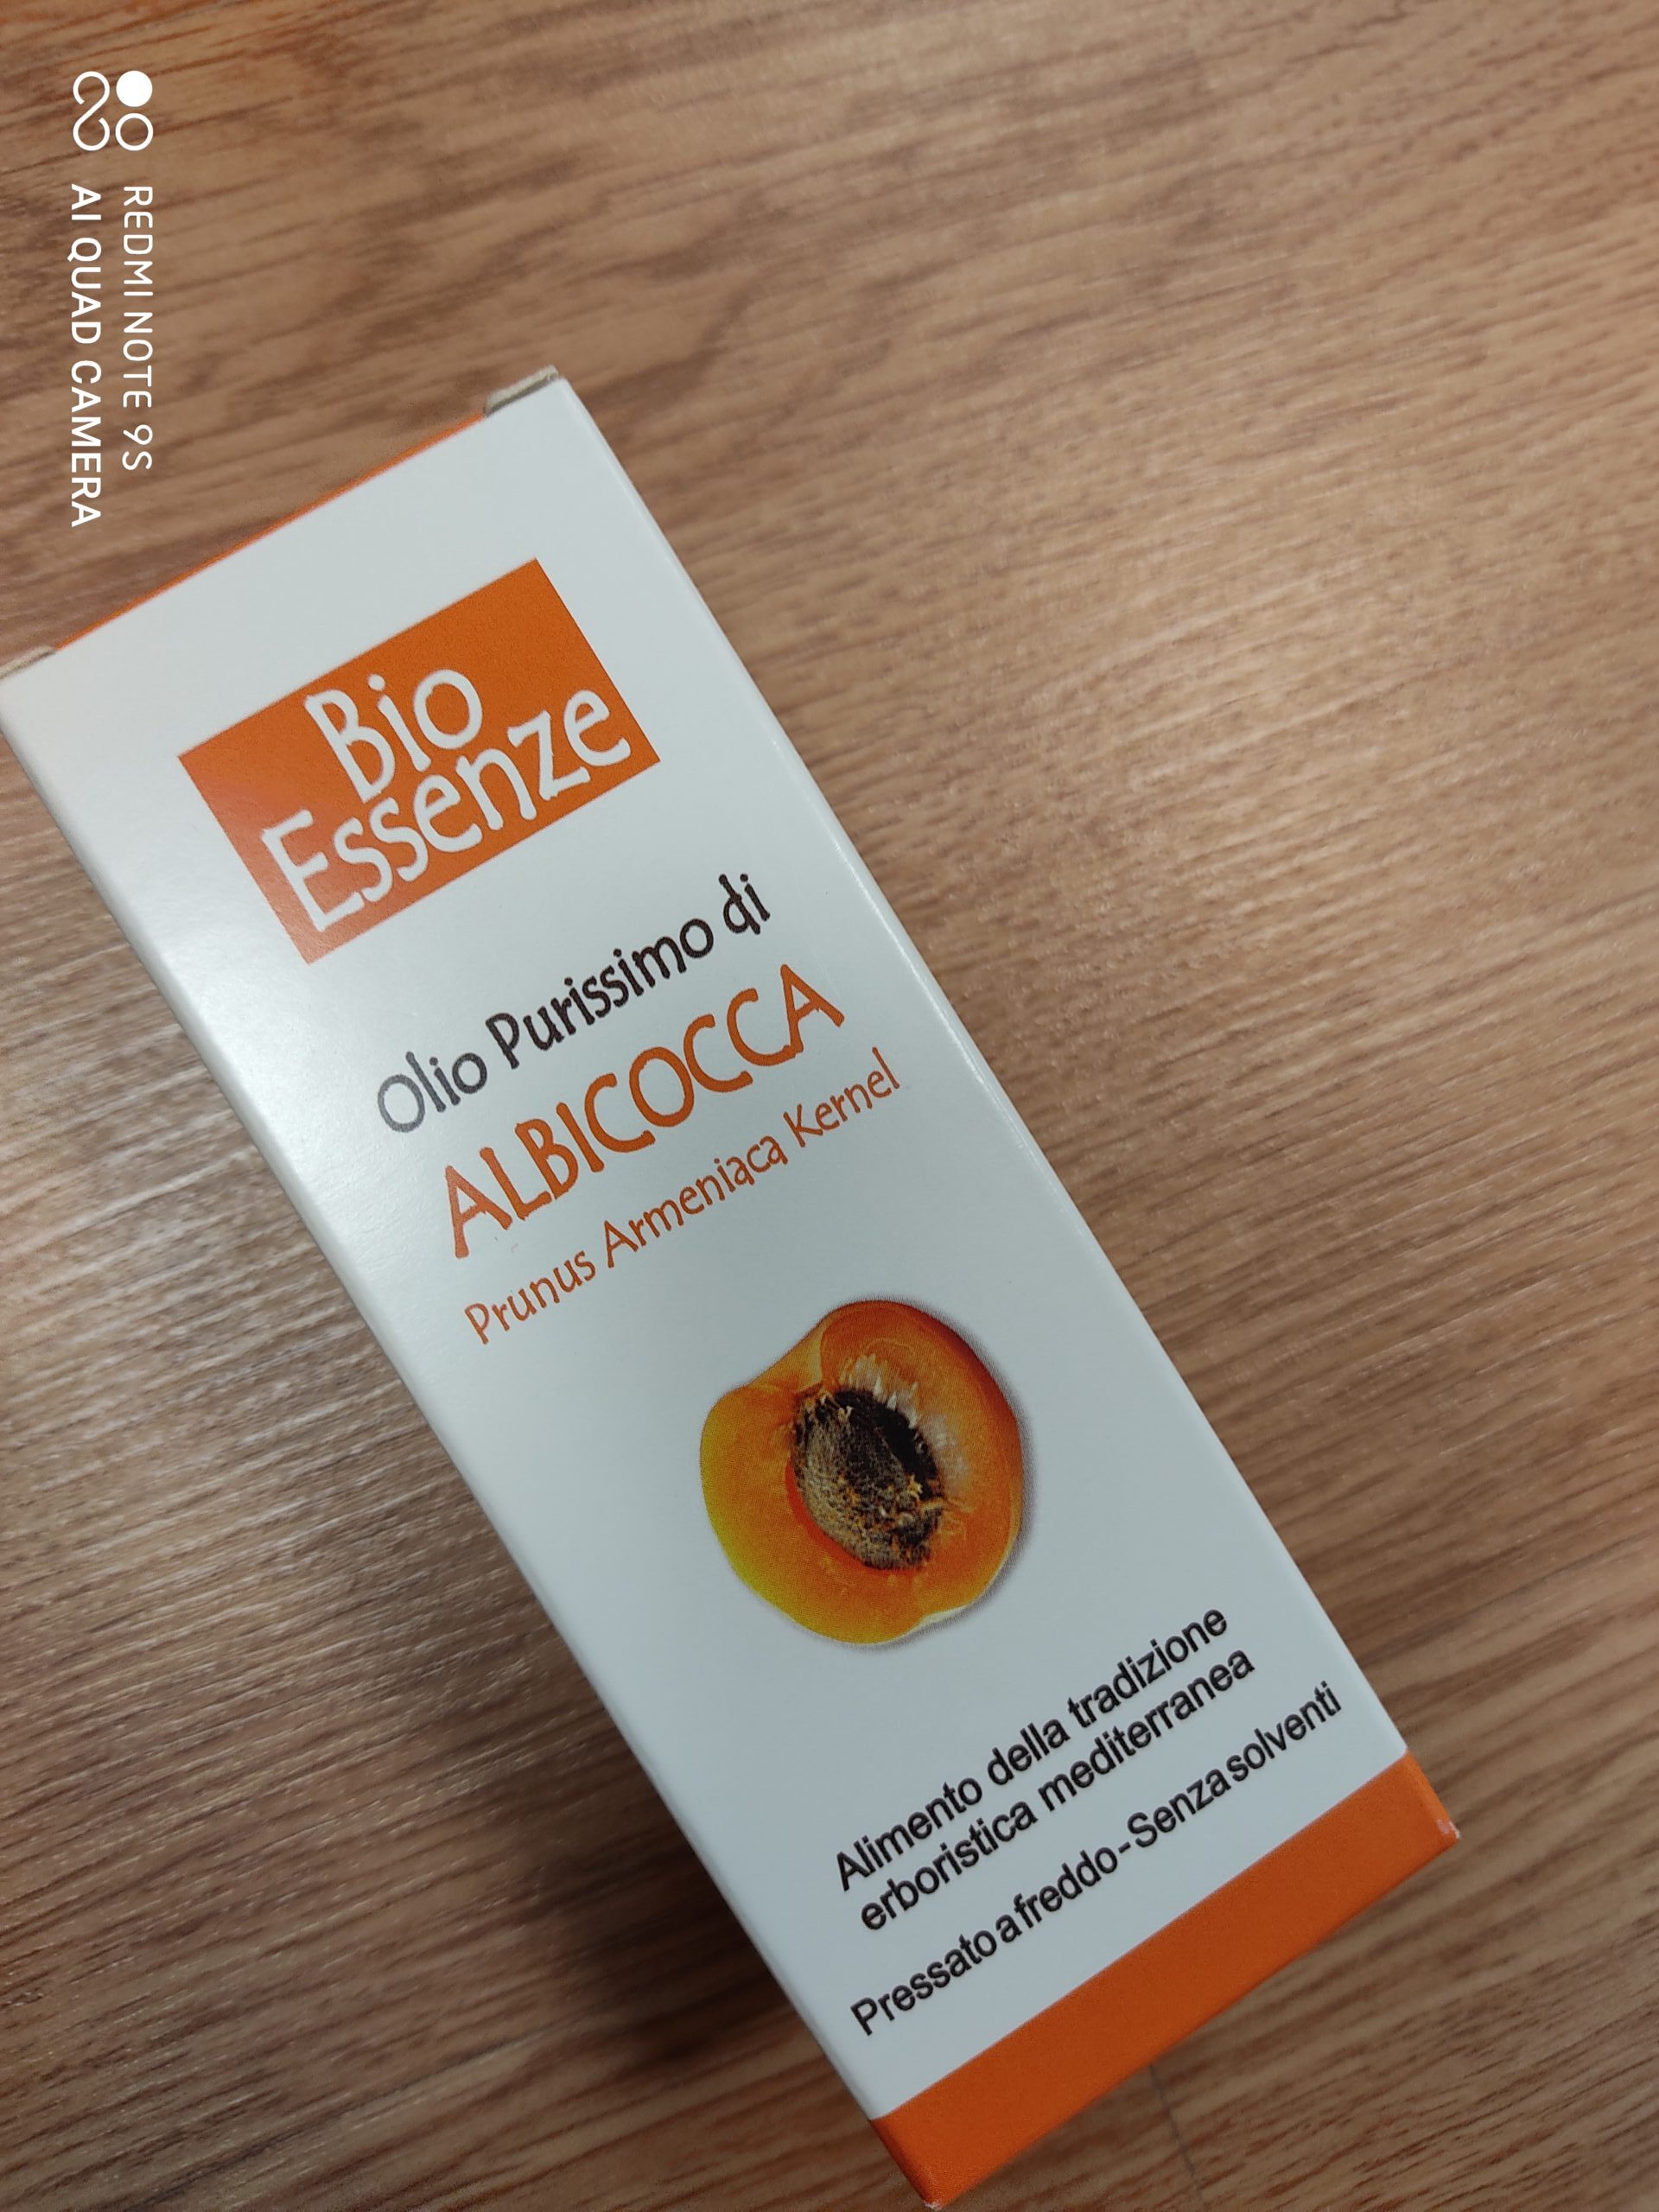 REDMI NOTE 9S
AI QUAD CAMERA
Bio
Essenze
Olio Purissimo di
ALBICOCCA
Prunus Armeniaca Kernel
Alimento della tradizione
erboristica mediterranea
Pressato a freddo - Senza solventi